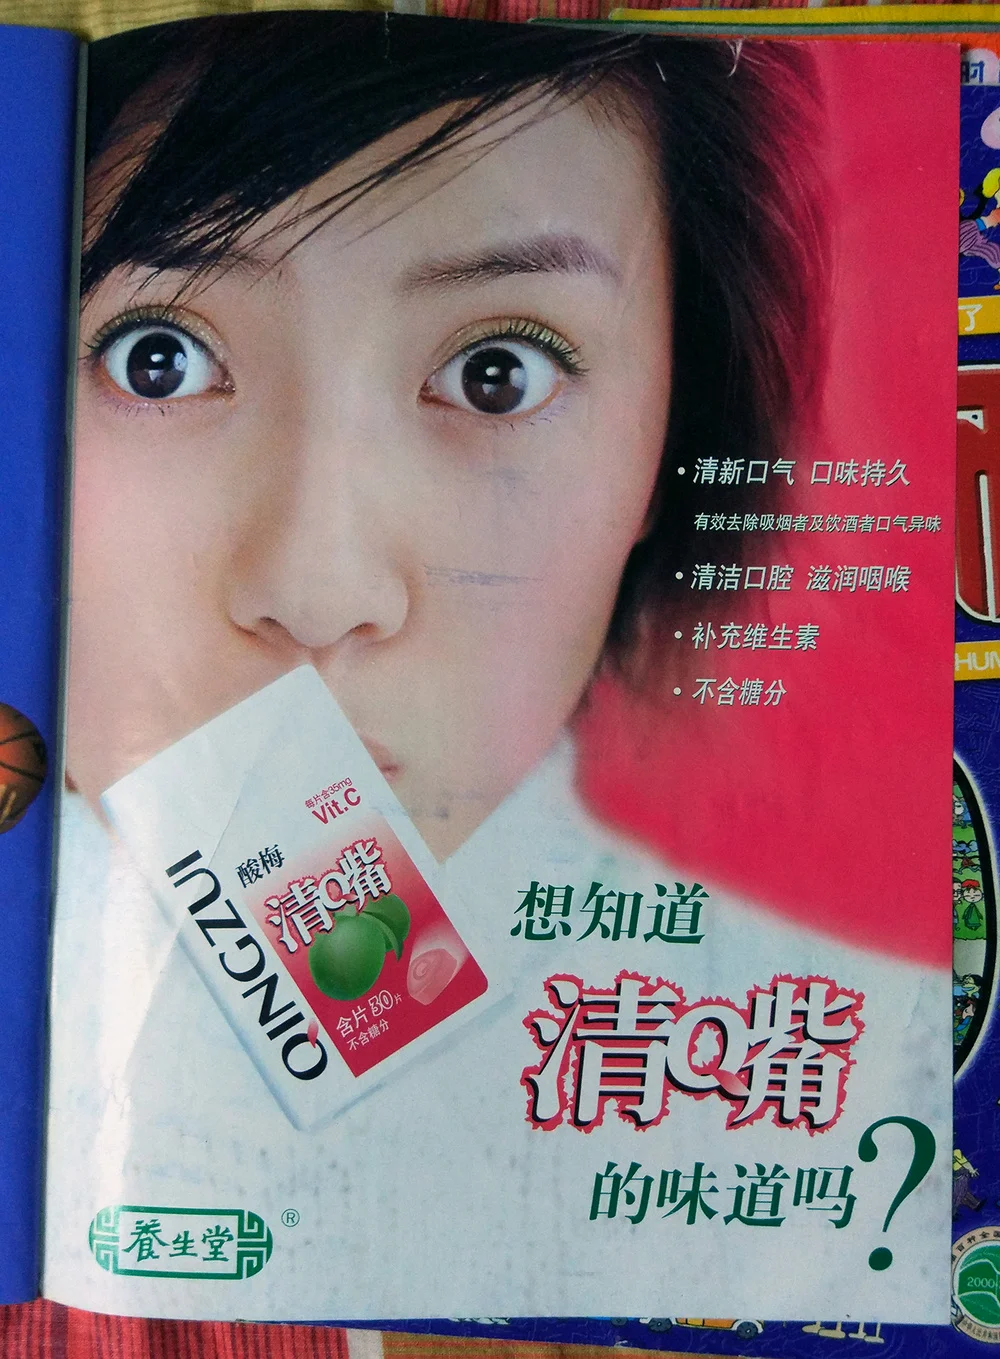 • 清新口气 口味持久
有效去除吸烟者及饮酒者口气异味
• 清洁口腔 滋润咽喉
• 补充维生素
• 不含糖分
每片含35mg
Vit.C
酸梅
清Q嘴
QINGZUI
含片30片
不含糖分
想知道
清Q嘴
的味道吗?
養生堂®
时
了
HUN
2000